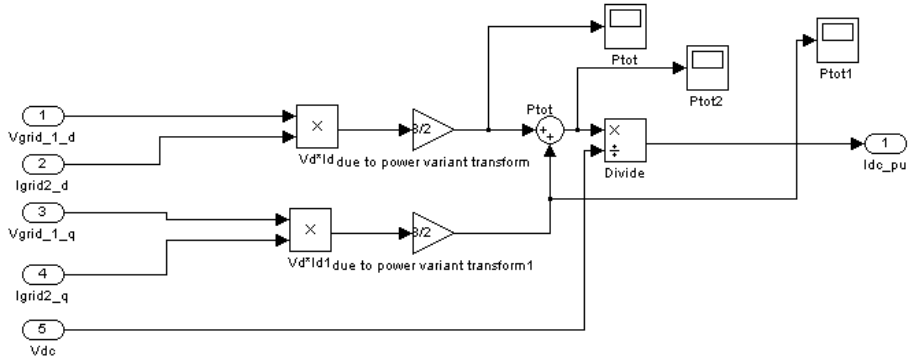 Ptot
Ptot2
Ptot1
1
Vgrid_1_d
2
Igrid2_d
3
Vgrid_1_q
4
Igrid2_q
5
Vdc
×
Vd*Id
3/2
due to power variant transform
×
Vd*Id1
3/2
due to power variant transform1
Ptot
+
+
×
÷
Divide
1
Idc_pu